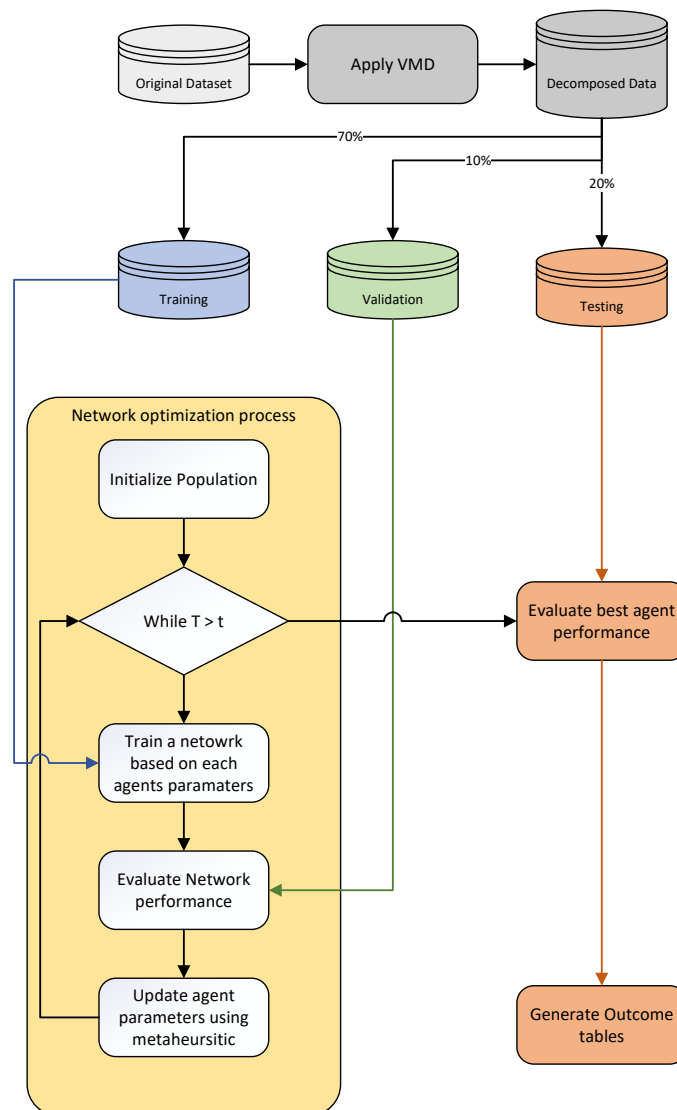 Original Dataset
Apply VMD
Decomposed Data
70%
10%
20%
Training
Validation
Testing
Network optimization process
Initialize Population
While T > t
Evaluate best agent
performance
Train a netowrk
based on each
agents paramaters
Evaluate Network
performance
Update agent
parameters using
metaheursitic
Generate Outcome
tables